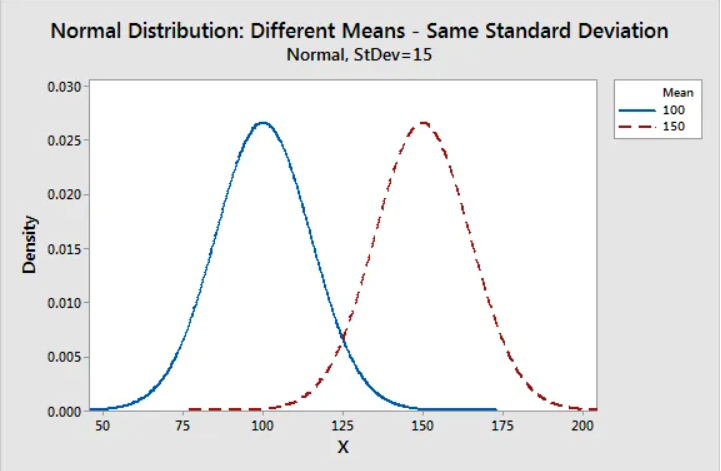 Normal Distribution: Different Means - Same Standard Deviation
Normal, StDev=15
Mean
100
150
Density
0.030
0.025
0.020
0.015
0.010
0.005
0.000
50 75 100 125 150 175 200
X